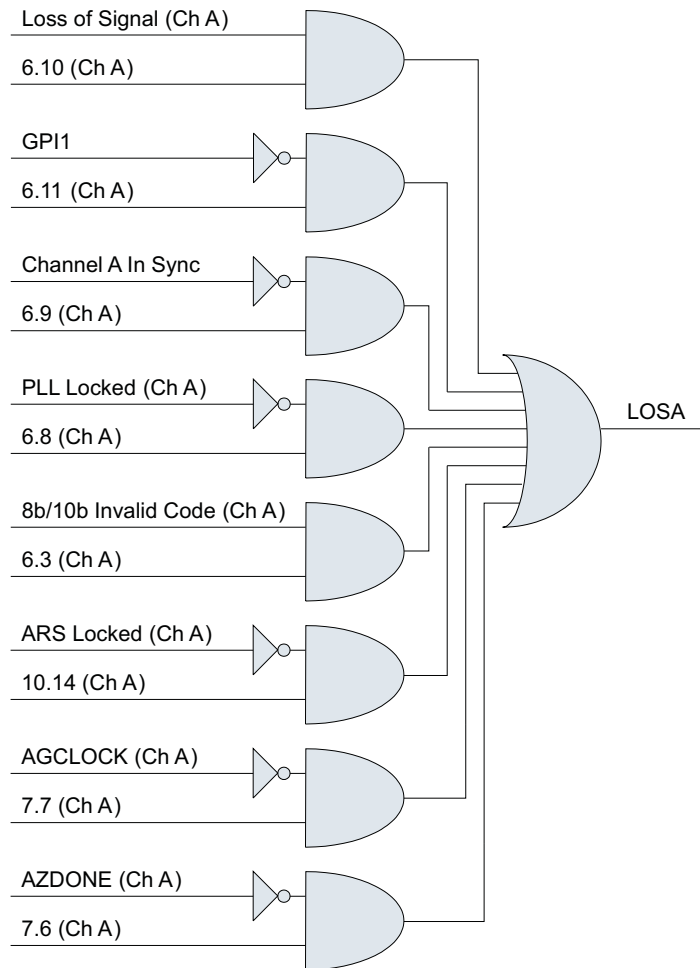 Loss of Signal (Ch A)
6.10 (Ch A)
GPI1
6.11 (Ch A)
Channel A In Sync
6.9 (Ch A)
PLL Locked (Ch A)
6.8 (Ch A)
LOSA
8b/10b Invalid Code (Ch A)
6.3 (Ch A)
ARS Locked (Ch A)
10.14 (Ch A)
AGCLOCK (Ch A)
7.7 (Ch A)
AZDONE (Ch A)
7.6 (Ch A)